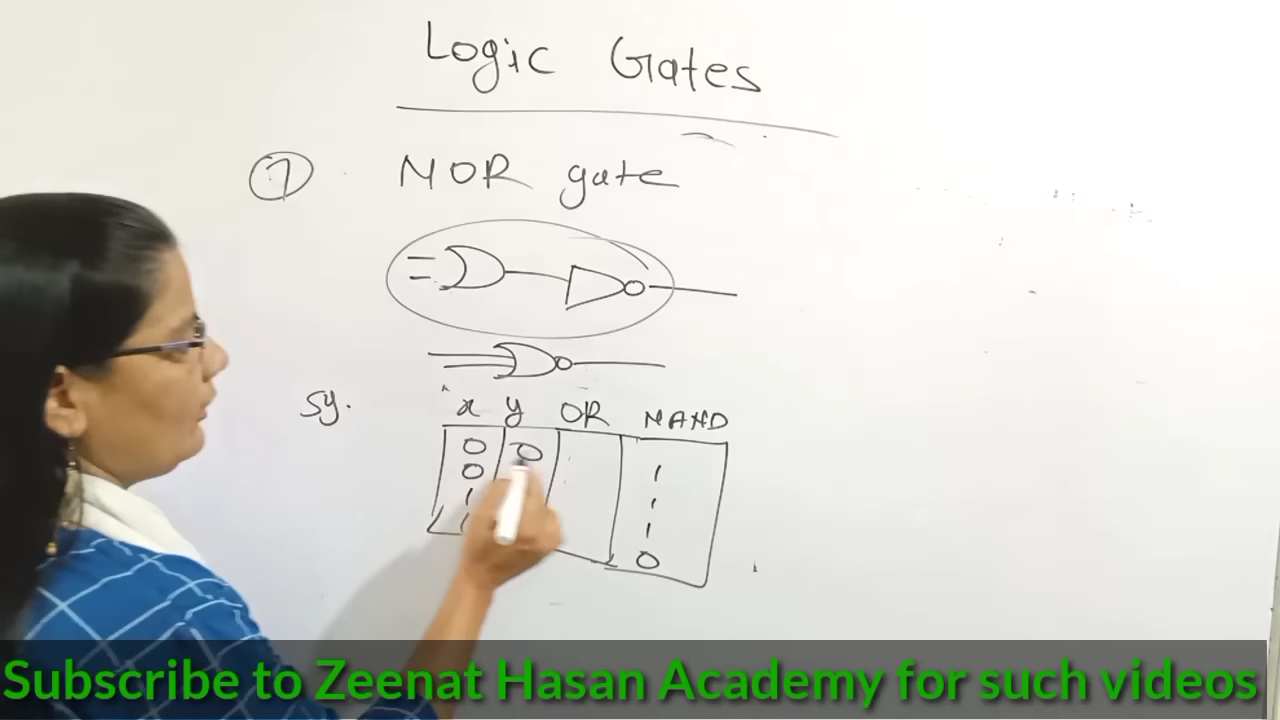 Logic Gates
7 NOR gate
Sy.
x y OR NAND
0 0
0 1
1 1
1 1
0
Subscribe to Zeenat Hasan Academy for such videos